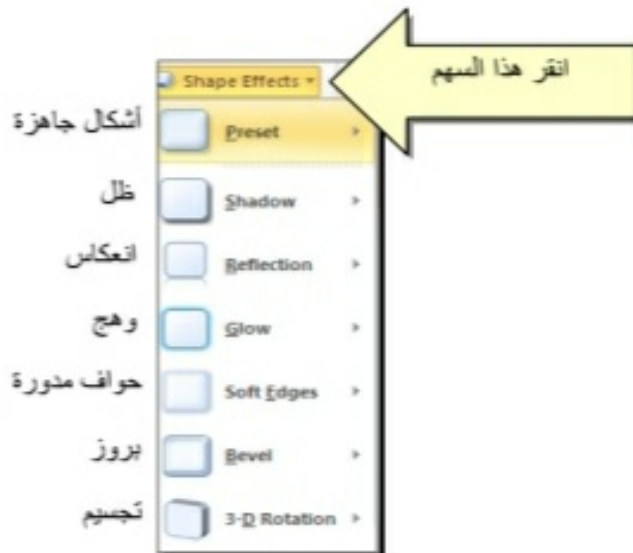 انقر هذا السهم
Shape Effects
أشكال جاهزة
Preset
ظل
Shadow
انعكاس
Reflection
وهج
Glow
حواف مدورة
Soft Edges
بروز
Bevel
تجسيم
3-D Rotation